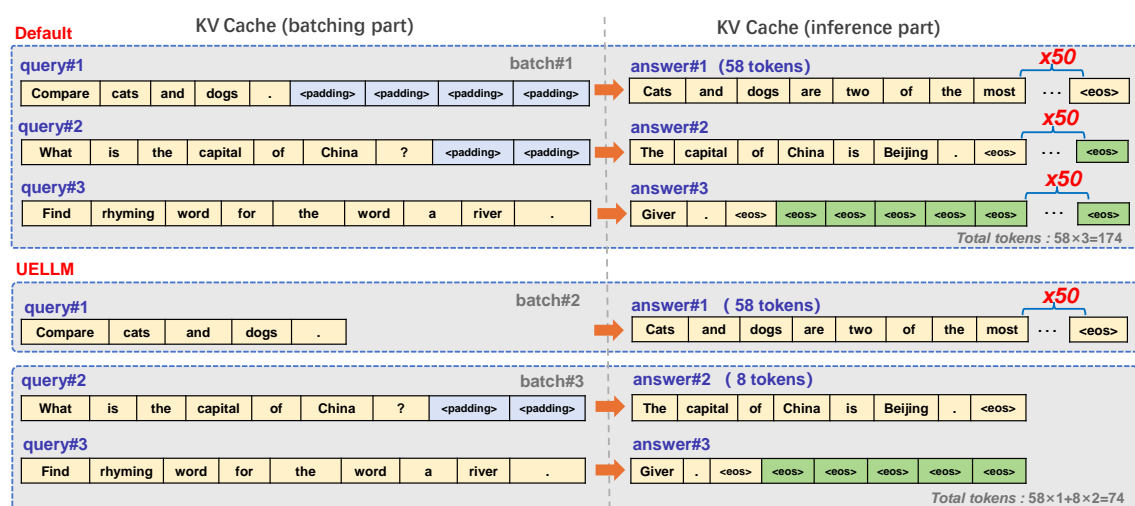 KV Cache (batching part) KV Cache (inference part)
Default
query#1 batch#1 answer#1 (58 tokens) x50
Compare cats and dogs . <padding> <padding> <padding> <padding> Cats and dogs are two of the most ... <eos>
query#2 answer#2 x50
What is the capital of China ? <padding> <padding> The capital of China is Beijing . <eos> ... <eos>
query#3 answer#3 x50
Find rhyming word for the word a river . Giver . <eos> <eos> <eos> <eos> <eos> <eos> ... <eos>
Total tokens : 58×3=174
UELLM
query#1 batch#2 answer#1 ( 58 tokens) x50
Compare cats and dogs . Cats and dogs are two of the most ... <eos>
query#2 batch#3 answer#2 ( 8 tokens)
What is the capital of China ? <padding> <padding> The capital of China is Beijing . <eos>
query#3 answer#3
Find rhyming word for the word a river . Giver . <eos> <eos> <eos> <eos> <eos> <eos>
Total tokens : 58×1+8×2=74